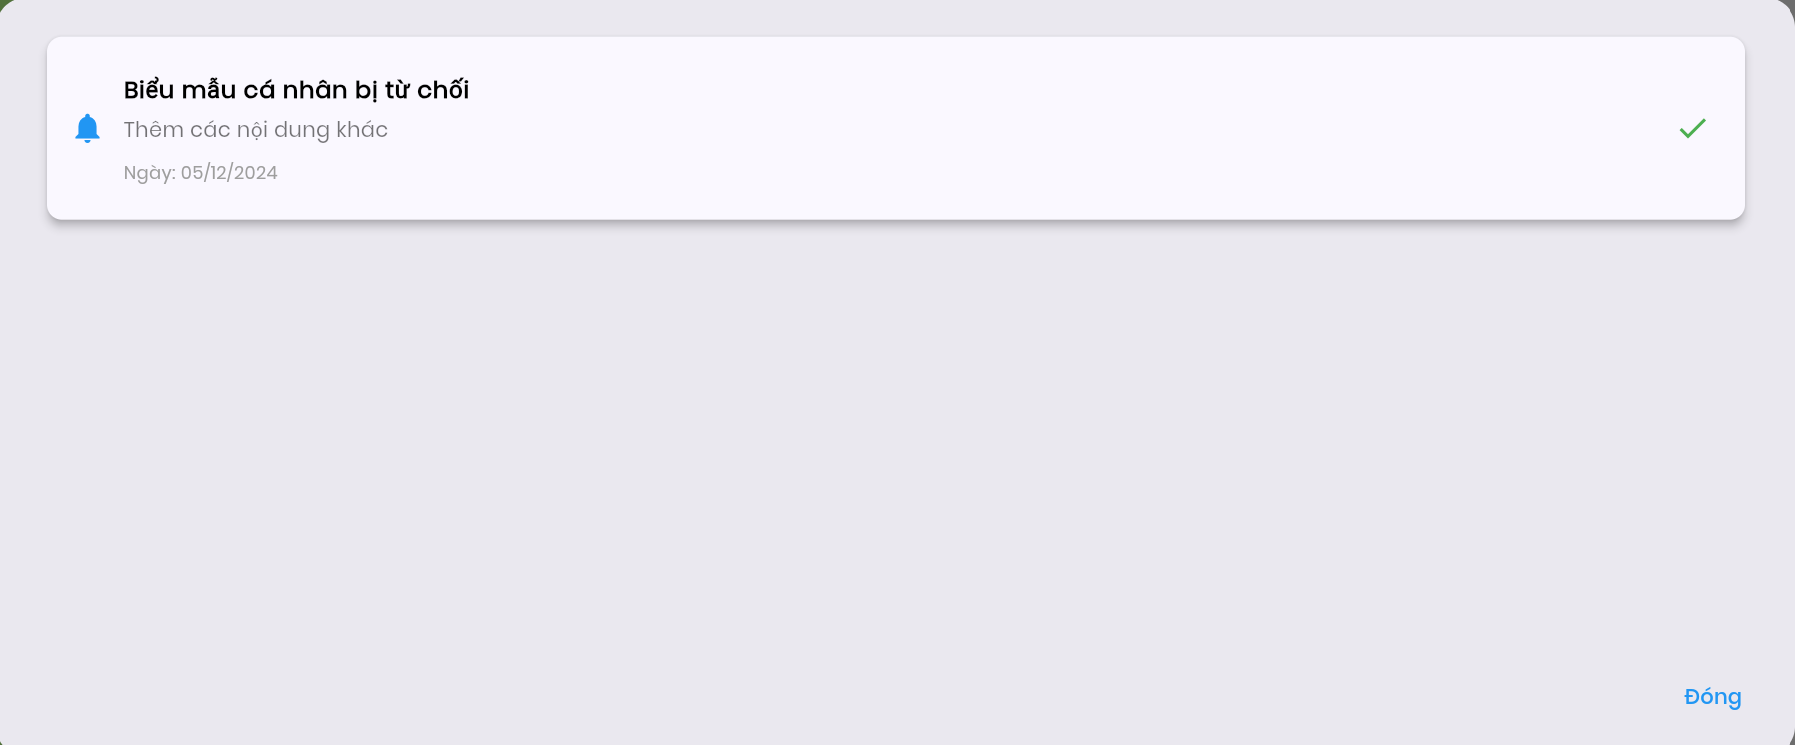 Biểu mẫu cá nhân bị từ chối
Thêm các nội dung khác
Ngày: 05/12/2024
Đóng